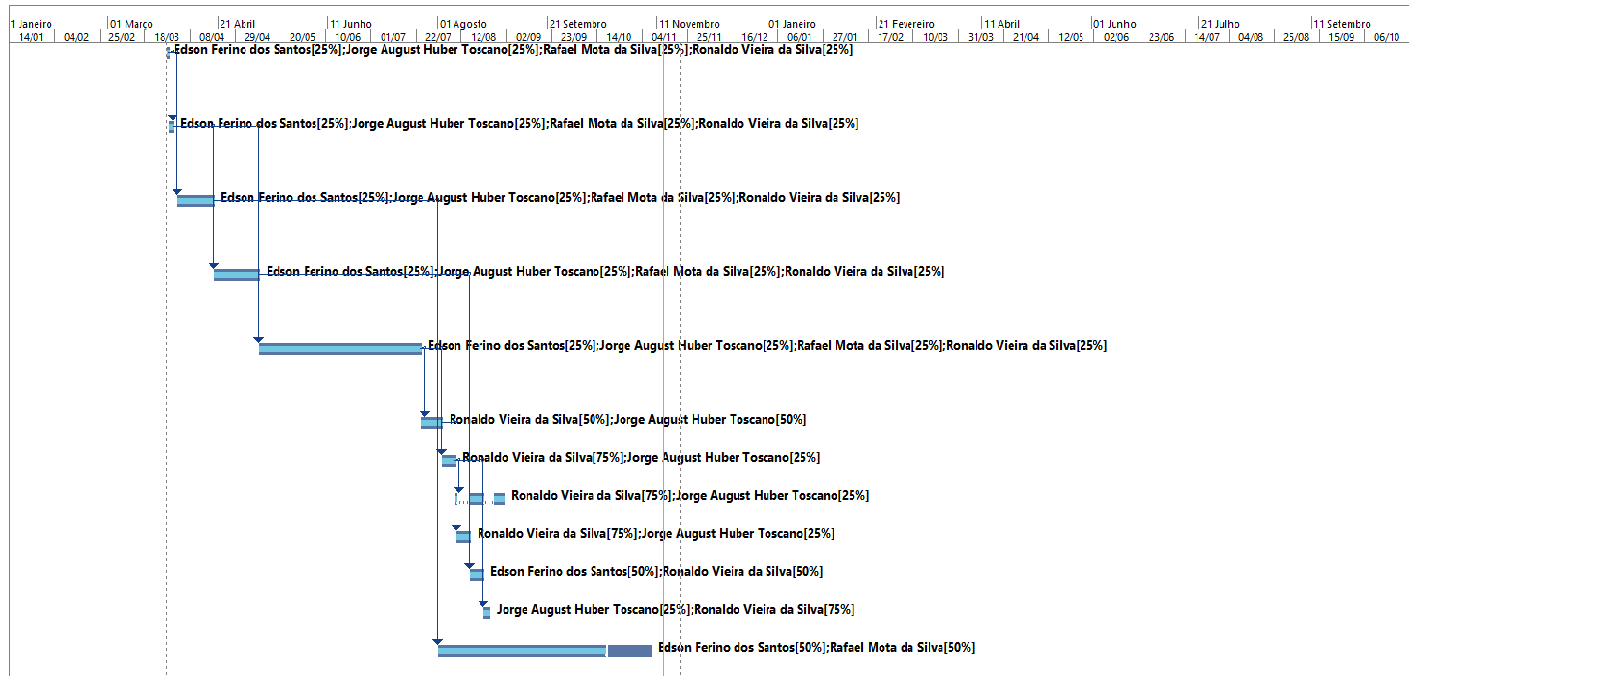 1 Janeiro 01 Março 21 Abril 11 Junho 01 Agosto 21 Setembro 11 Novembro 01 Janeiro 21 Fevereiro 11 Abril 01 Junho 21 Julho 11 Setembro
14/01 04/02 25/02 18/03 08/04 29/04 20/05 10/06 01/07 22/07 12/08 02/09 23/09 14/10 04/11 25/11 16/12 06/01 27/01 17/02 10/03 31/03 21/04 12/05 02/06 23/06 14/07 04/08 25/08 15/09 06/10
Edson Ferino dos Santos[25%];Jorge August Huber Toscano[25%];Rafael Mota da Silva[25%];Ronaldo Vieira da Silva[25%]
Edson Ferino dos Santos[25%];Jorge August Huber Toscano[25%];Rafael Mota da Silva[25%];Ronaldo Vieira da Silva[25%]
Edson Ferino dos Santos[25%];Jorge August Huber Toscano[25%];Rafael Mota da Silva[25%];Ronaldo Vieira da Silva[25%]
Edson Ferino dos Santos[25%];Jorge August Huber Toscano[25%];Rafael Mota da Silva[25%];Ronaldo Vieira da Silva[25%]
Edson Ferino dos Santos[25%];Jorge August Huber Toscano[25%];Rafael Mota da Silva[25%];Ronaldo Vieira da Silva[25%]
Ronaldo Vieira da Silva[50%];Jorge August Huber Toscano[50%]
Ronaldo Vieira da Silva[75%];Jorge August Huber Toscano[25%]
Ronaldo Vieira da Silva[75%];Jorge August Huber Toscano[25%]
Ronaldo Vieira da Silva[75%];Jorge August Huber Toscano[25%]
Edson Ferino dos Santos[50%];Ronaldo Vieira da Silva[50%]
Jorge August Huber Toscano[25%];Ronaldo Vieira da Silva[75%]
Edson Ferino dos Santos[50%];Rafael Mota da Silva[50%]